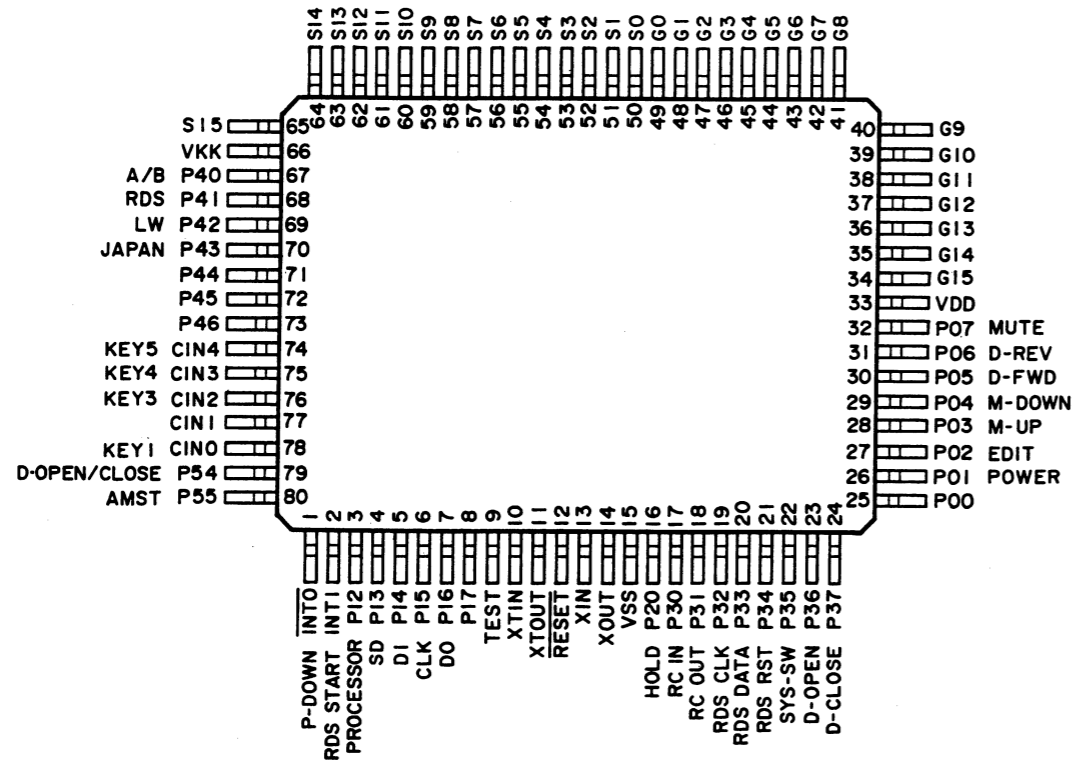 S14 S13 S12 S11 S10 S9 S8 S7 S6 S5 S4 S3 S2 S1 S0 G0 G1 G2 G3 G4 G5 G6 G7 G8
64 63 62 61 60 59 58 57 56 55 54 53 52 51 50 49 48 47 46 45 44 43 42 41
S15 65
VKK 66
A/B P40 67
RDS P41 68
LW P42 69
JAPAN P43 70
P44 71
P45 72
P46 73
KEY5 CIN4 74
KEY4 CIN3 75
KEY3 CIN2 76
CIN1 77
KEY1 CIN0 78
D-OPEN/CLOSE P54 79
AMST P55 80
40 G9
39 G10
38 G11
37 G12
36 G13
35 G14
34 G15
33 VDD
32 P07 MUTE
31 P06 D-REV
30 P05 D-FWD
29 P04 M-DOWN
28 P03 M-UP
27 P02 EDIT
26 P01 POWER
25 P00
1 2 3 4 5 6 7 8 9 10 11 12 13 14 15 16 17 18 19 20 21 22 23 24
P-DOWN INT0
RDS START INT1
PROCESSOR P12
SD P13
DI P14
CLK P15
DO P16
P17
TEST
XTIN
XTOUT
RESET
XIN
XOUT
VSS
HOLD P20
RC IN P30
RC OUT P31
RDS CLK P32
RDS DATA P33
RDS RST P34
SYS-SW P35
D-OPEN P36
D-CLOSE P37